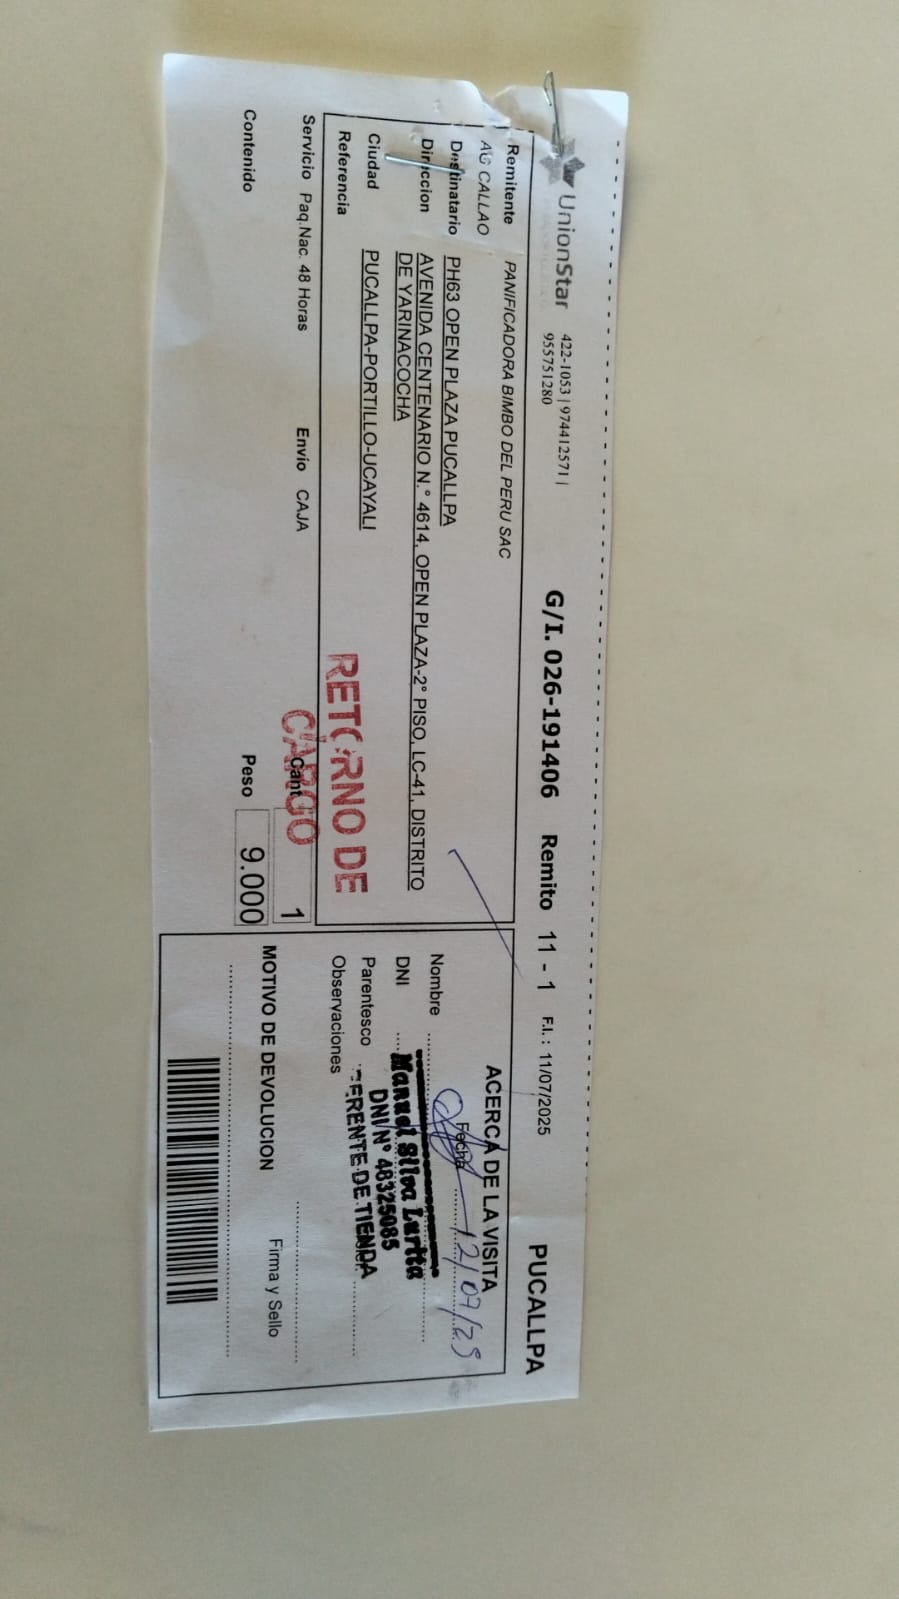 UnionStar
422-1053 | 974412571 |
955751280
G/I. 026-191406 Remito 11 - 1 F.I. : 11/07/2025 PUCALLPA
Remitente PANIFICADORA BIMBO DEL PERU SAC
CALLAO
Destinatario PH63 OPEN PLAZA PUCALLPA
Direccion AVENIDA CENTENARIO N.° 4614, OPEN PLAZA-2° PISO, LC-41, DISTRITO
DE YARINACOCHA
Ciudad PUCALLPA-PORTILLO-UCAYALI
Referencia
RETORNO DE
CARGO
Servicio Paq.Nac. 48 Horas Envio CAJA Cant 1
Contenido Peso 9.000
ACERCA DE LA VISITA
Fecha 12/07/25
Nombre
DNI
Parentesco
Observaciones
Manuel Silva
DNI/N° 46325085
GERENTE DE TIENDA
MOTIVO DE DEVOLUCION Firma y Sello